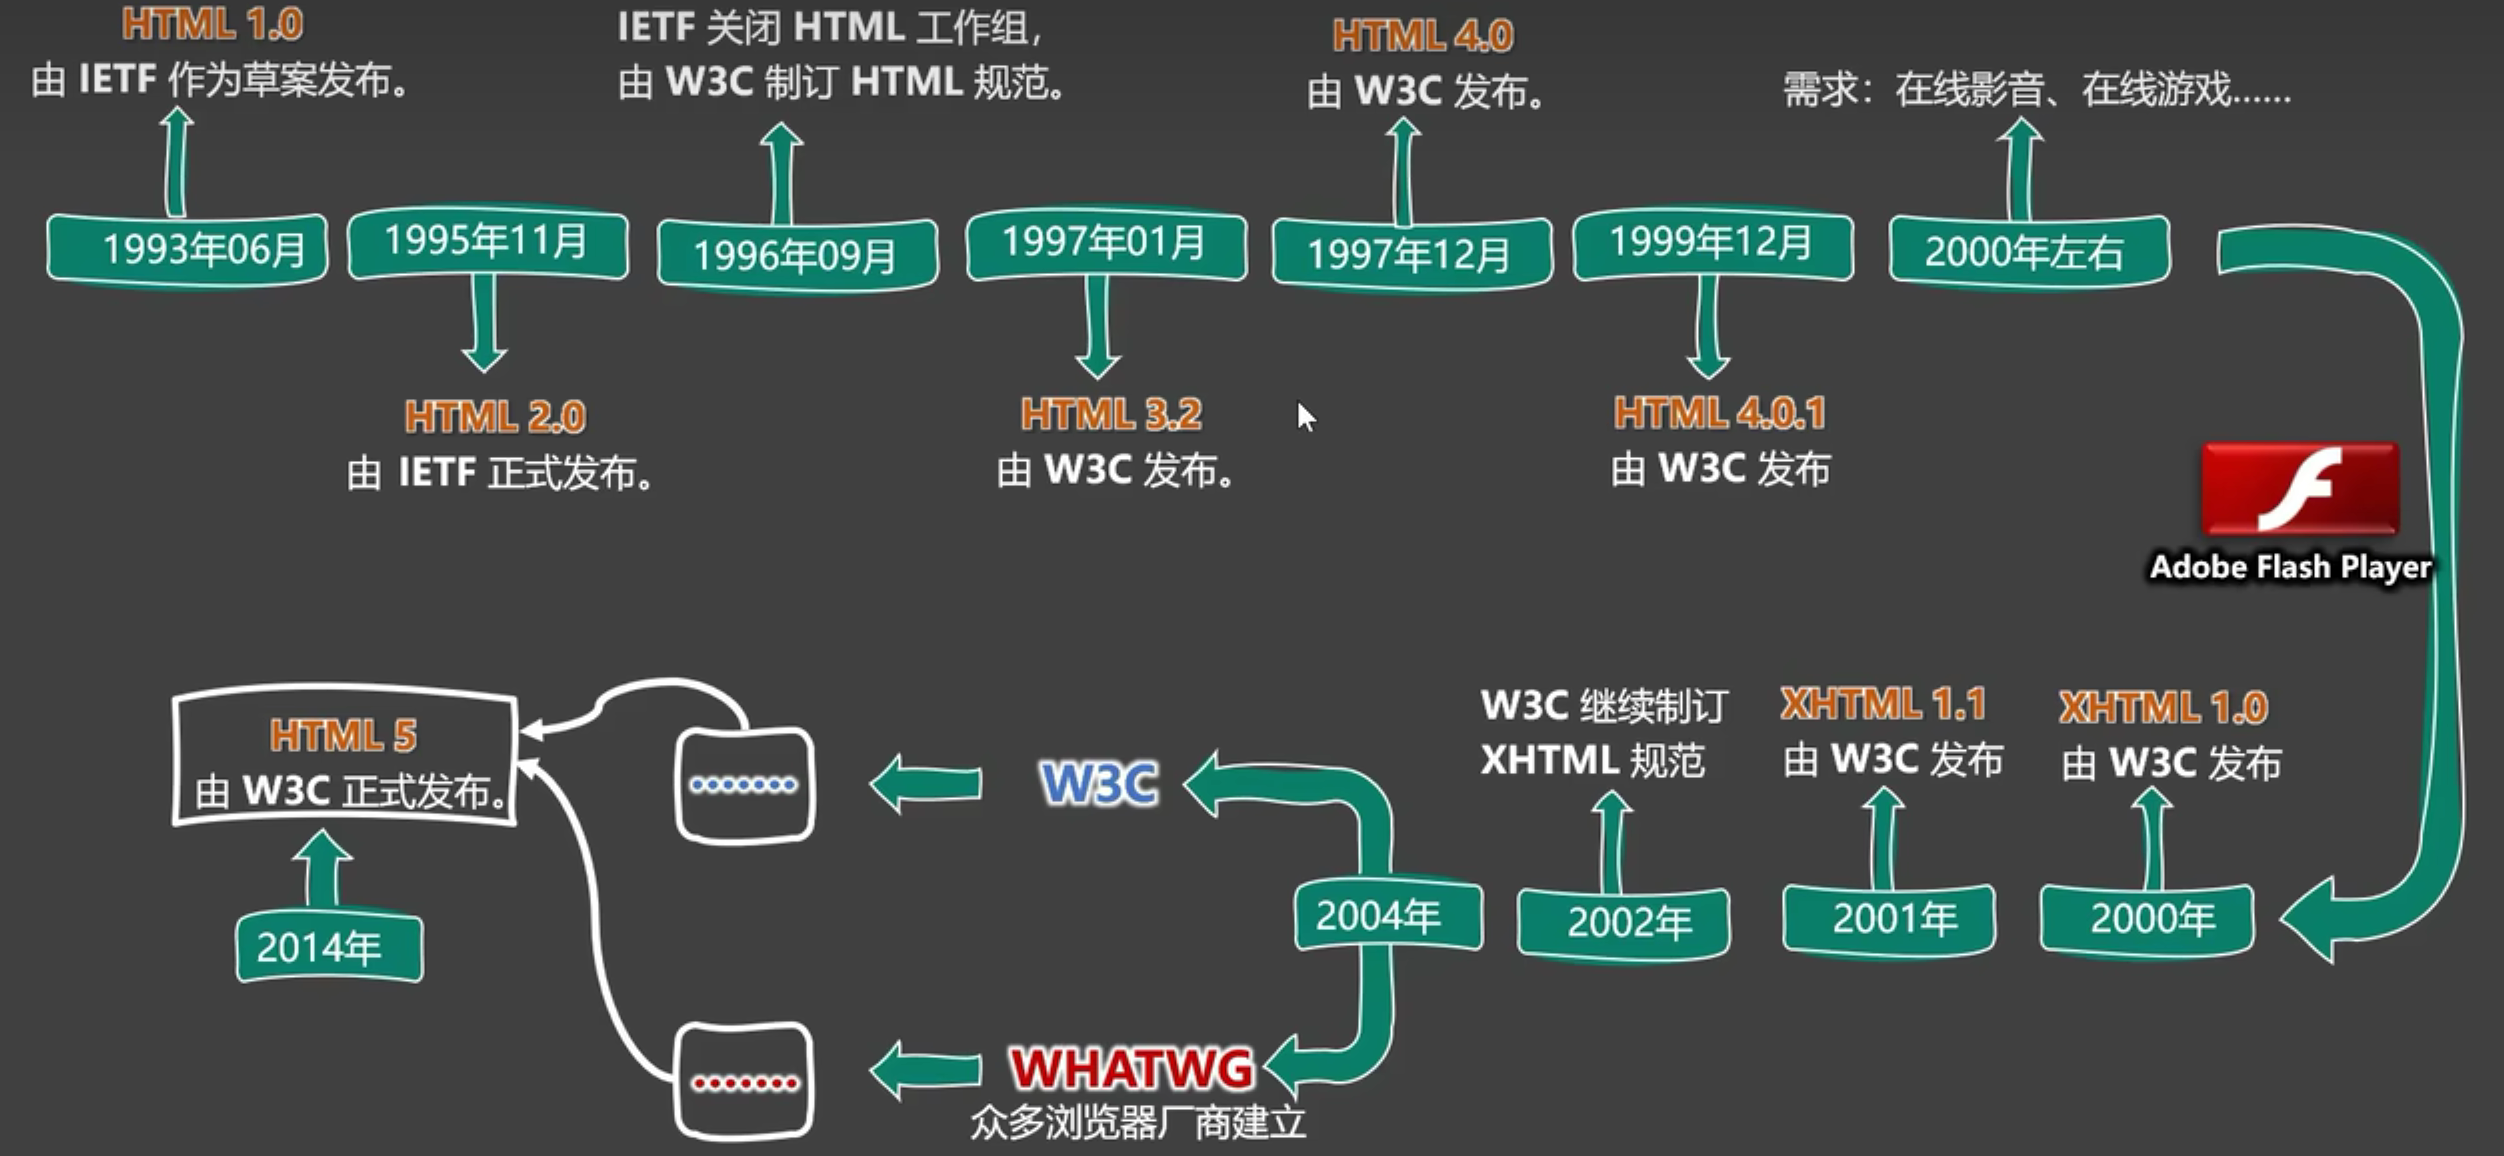 HTML 1.0
由 IETF 作为草案发布。
IETF 关闭 HTML 工作组，
由 W3C 制订 HTML 规范。
HTML 4.0
由 W3C 发布。
需求：在线影音、在线游戏……
1993年06月
1995年11月
1996年09月
1997年01月
1997年12月
1999年12月
2000年左右
HTML 2.0
由 IETF 正式发布。
HTML 3.2
由 W3C 发布。
HTML 4.0.1
由 W3C 发布
Adobe Flash Player
XHTML 1.0
由 W3C 发布
2000年
XHTML 1.1
由 W3C 发布
2001年
W3C 继续制订
XHTML 规范
2002年
2004年
W3C
WHATWG
众多浏览器厂商建立
HTML 5
由 W3C 正式发布。
2014年